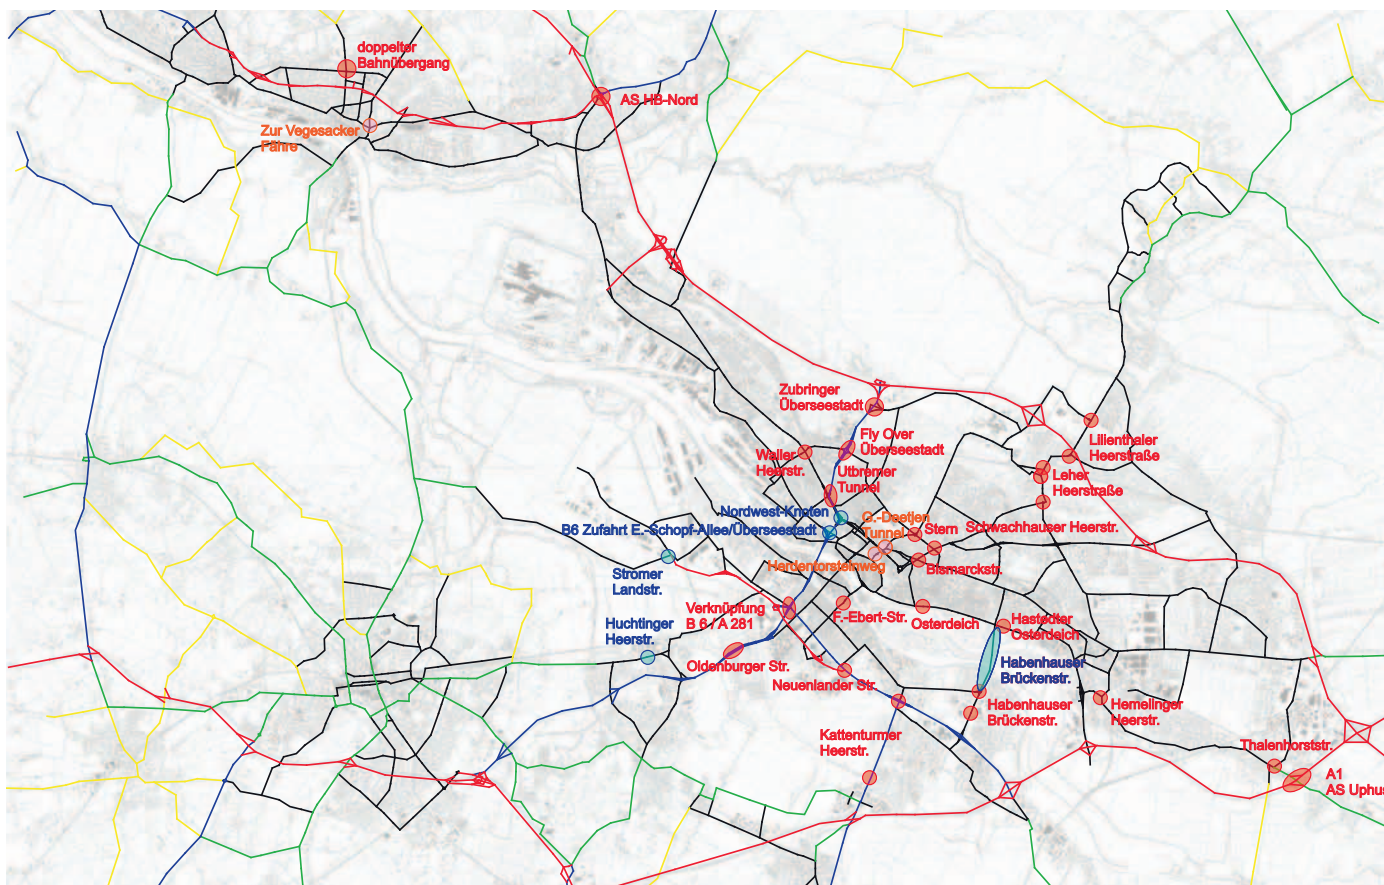 doppelter
Bahnübergang
AS HB-Nord
Zur Vegesacker
Fähre
Zubringer
Überseestadt
Fly Over
Überseestadt
Lilienthaler
Heerstraße
Waller
Heerstr.
Utbremer
Tunnel
Leher
Heerstraße
Nordwest-Knoten
G.-Deetjen
Tunnel
B6 Zufahrt E.-Schopf-Allee/Überseestadt
Stern
Schwachhauser Heerstr.
Herdentorsteinweg
Bismarckstr.
Stromer
Landstr.
Verknüpfung
B 6 / A 281
F.-Ebert-Str.
Osterdeich
Hastedter
Osterdeich
Huchtinger
Heerstr.
Oldenburger Str.
Habenhauser
Brückenstr.
Neuenlander Str.
Habenhauser
Brückenstr.
Hemelinger
Heerstr.
Kattenturmer
Heerstr.
Thalenhorststr.
A1
AS Uphus